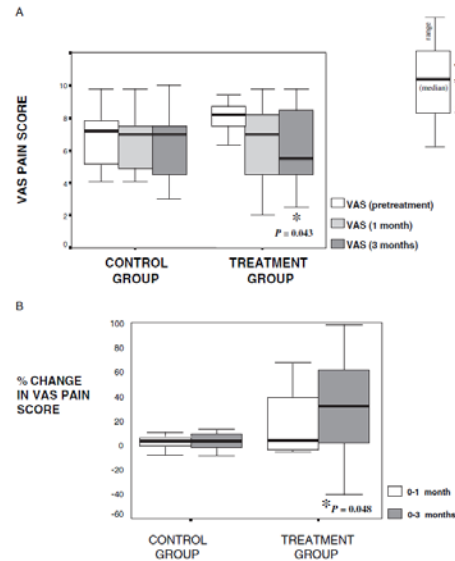 A
VAS PAIN SCORE
10
8
6
4
2
0
CONTROL
GROUP
TREATMENT
GROUP
*
P = 0.043
VAS (pretreatment)
VAS (1 month)
VAS (3 months)
range
(median)
B
% CHANGE
IN VAS PAIN
SCORE
100
80
60
40
20
0
-20
-40
-60
CONTROL
GROUP
TREATMENT
GROUP
*P = 0.048
0-1 month
0-3 months